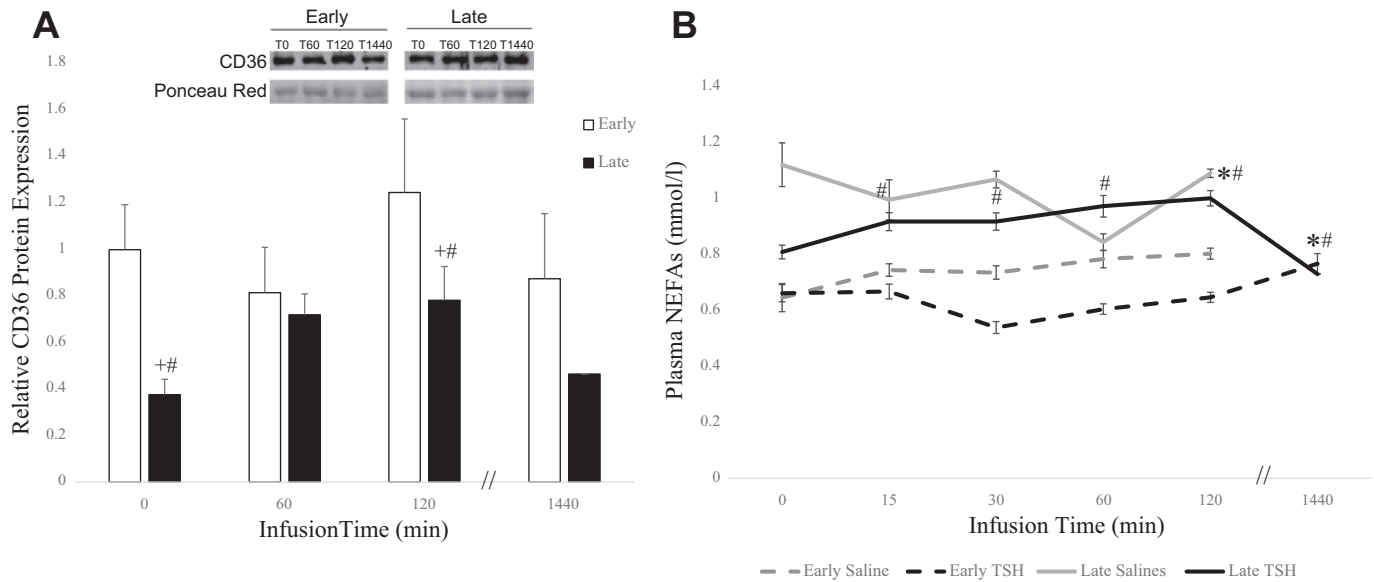 A
Early
Late
T0 T60 T120 T1440
T0 T60 T120 T1440
CD36
Ponceau Red
Relative CD36 Protein Expression
1.8
1.6
1.4
1.2
1
0.8
0.6
0.4
0.2
0
Early
Late
+#
+#
//
0 60 120 1440
InfusionTime (min)
B
Plasma NEFAs (mmol/l)
1.4
1.2
1
0.8
0.6
0.4
0.2
0
#
#
#
*#
*#
//
0 15 30 60 120 1440
Infusion Time (min)
Early Saline Early TSH Late Salines Late TSH